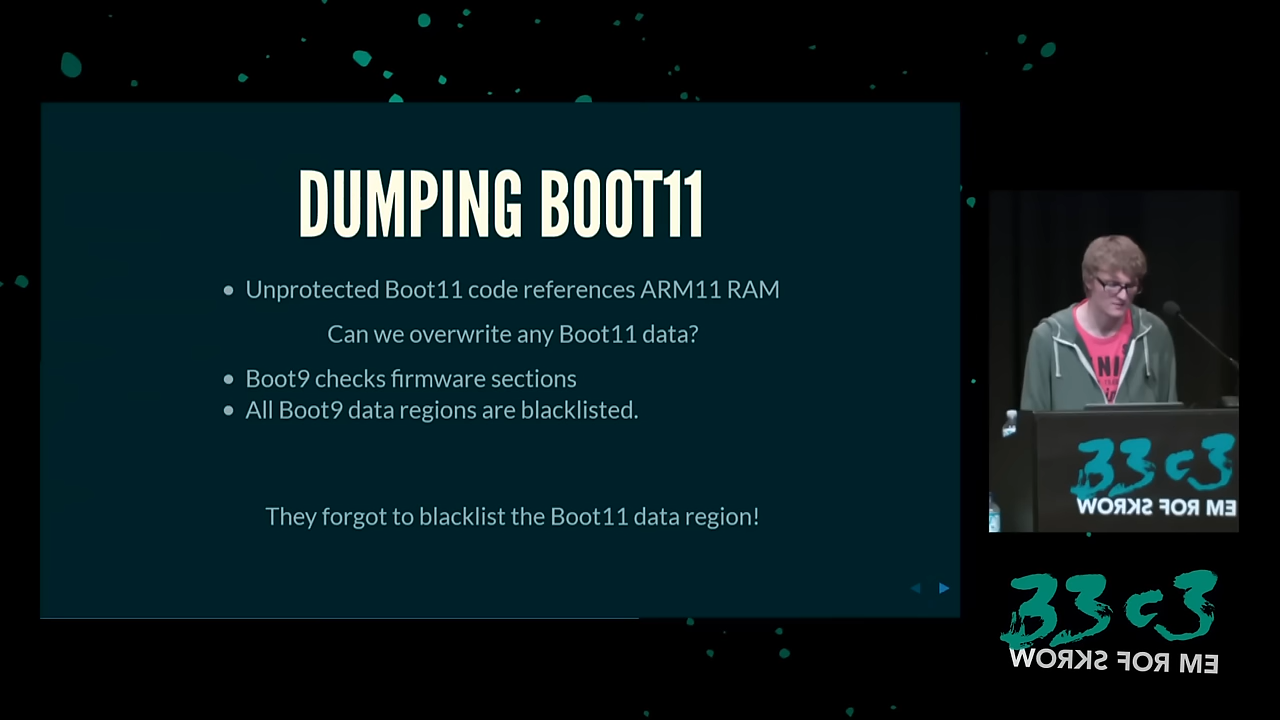 DUMPING BOOT11
Unprotected Boot11 code references ARM11 RAM
Can we overwrite any Boot11 data?
Boot9 checks firmware sections
All Boot9 data regions are blacklisted.
They forgot to blacklist the Boot11 data region!
33c3
WORKS FOR ME
33c3
WORKS FOR ME